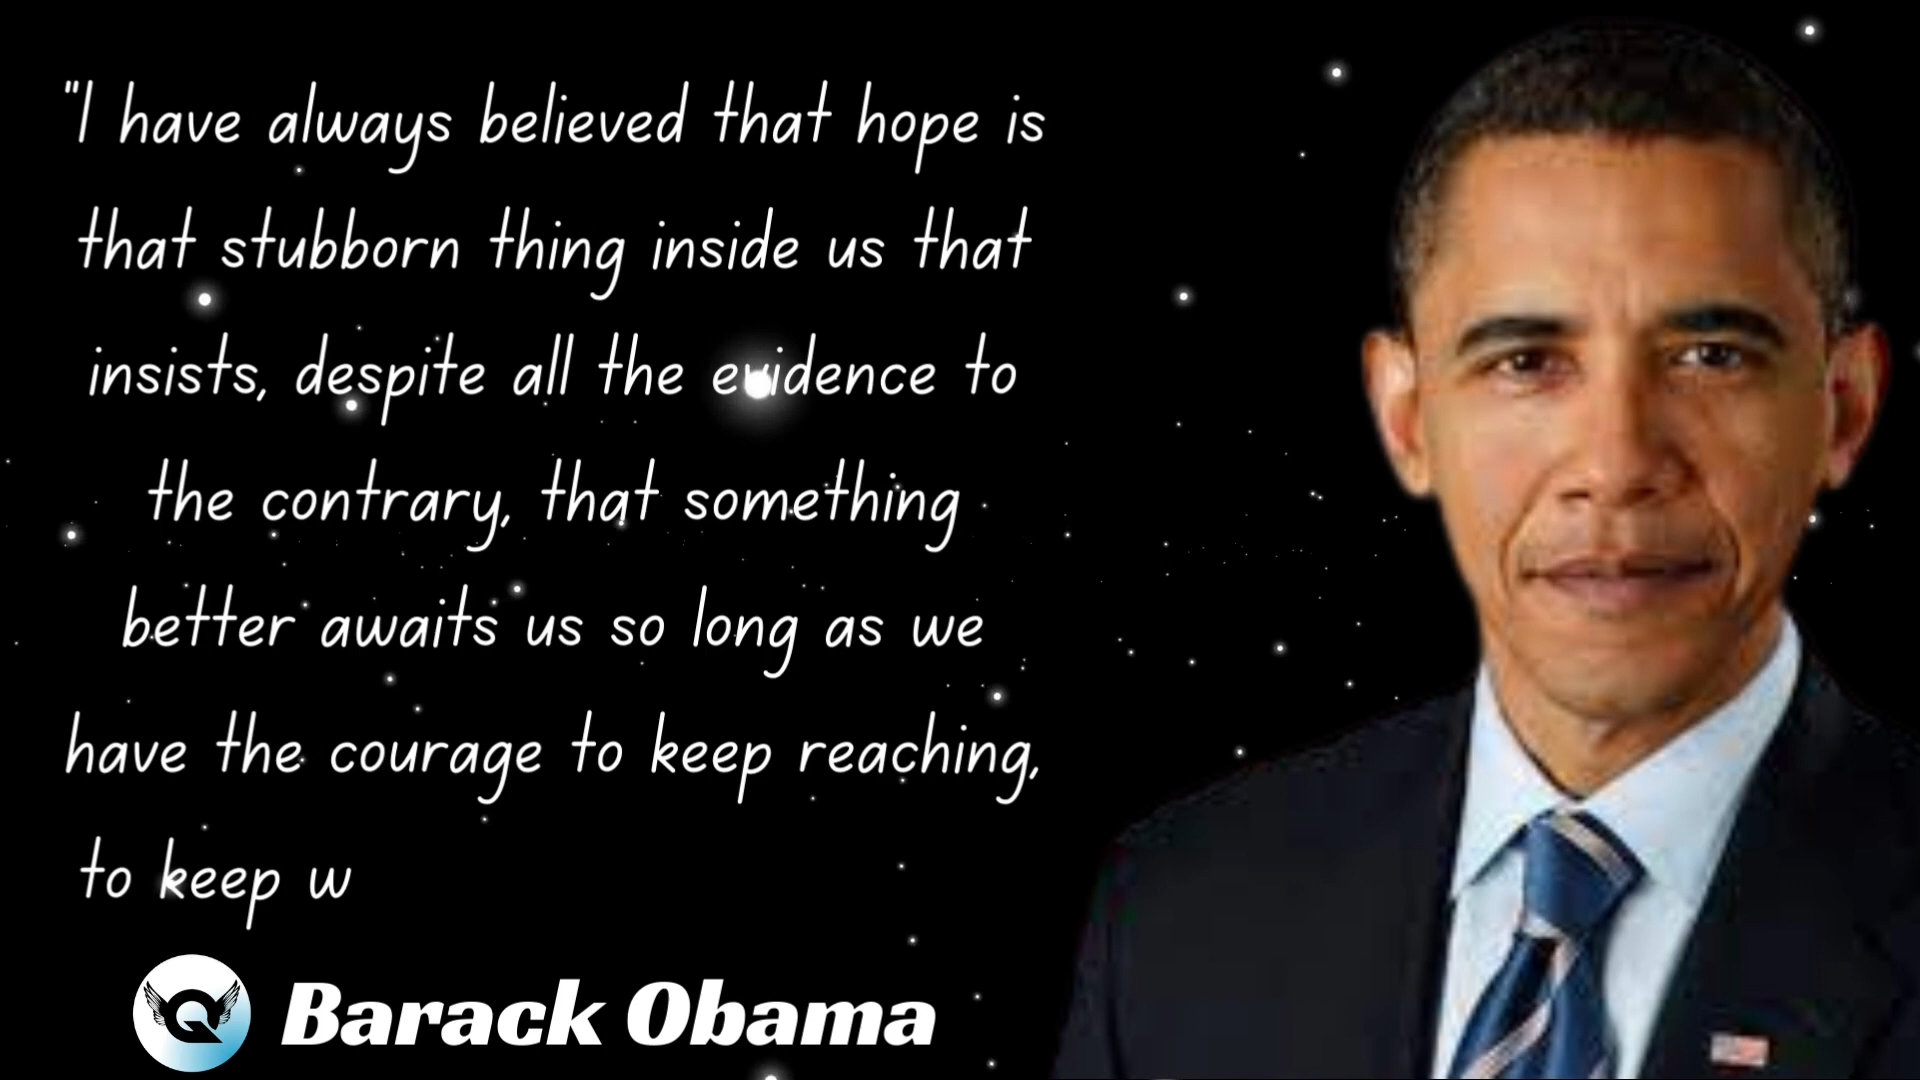 "I have always believed that hope is
that stubborn thing inside us that
insists, despite all the evidence to
the contrary, that something
better awaits us so long as we
have the courage to keep reaching,
to keep w
Q Barack Obama